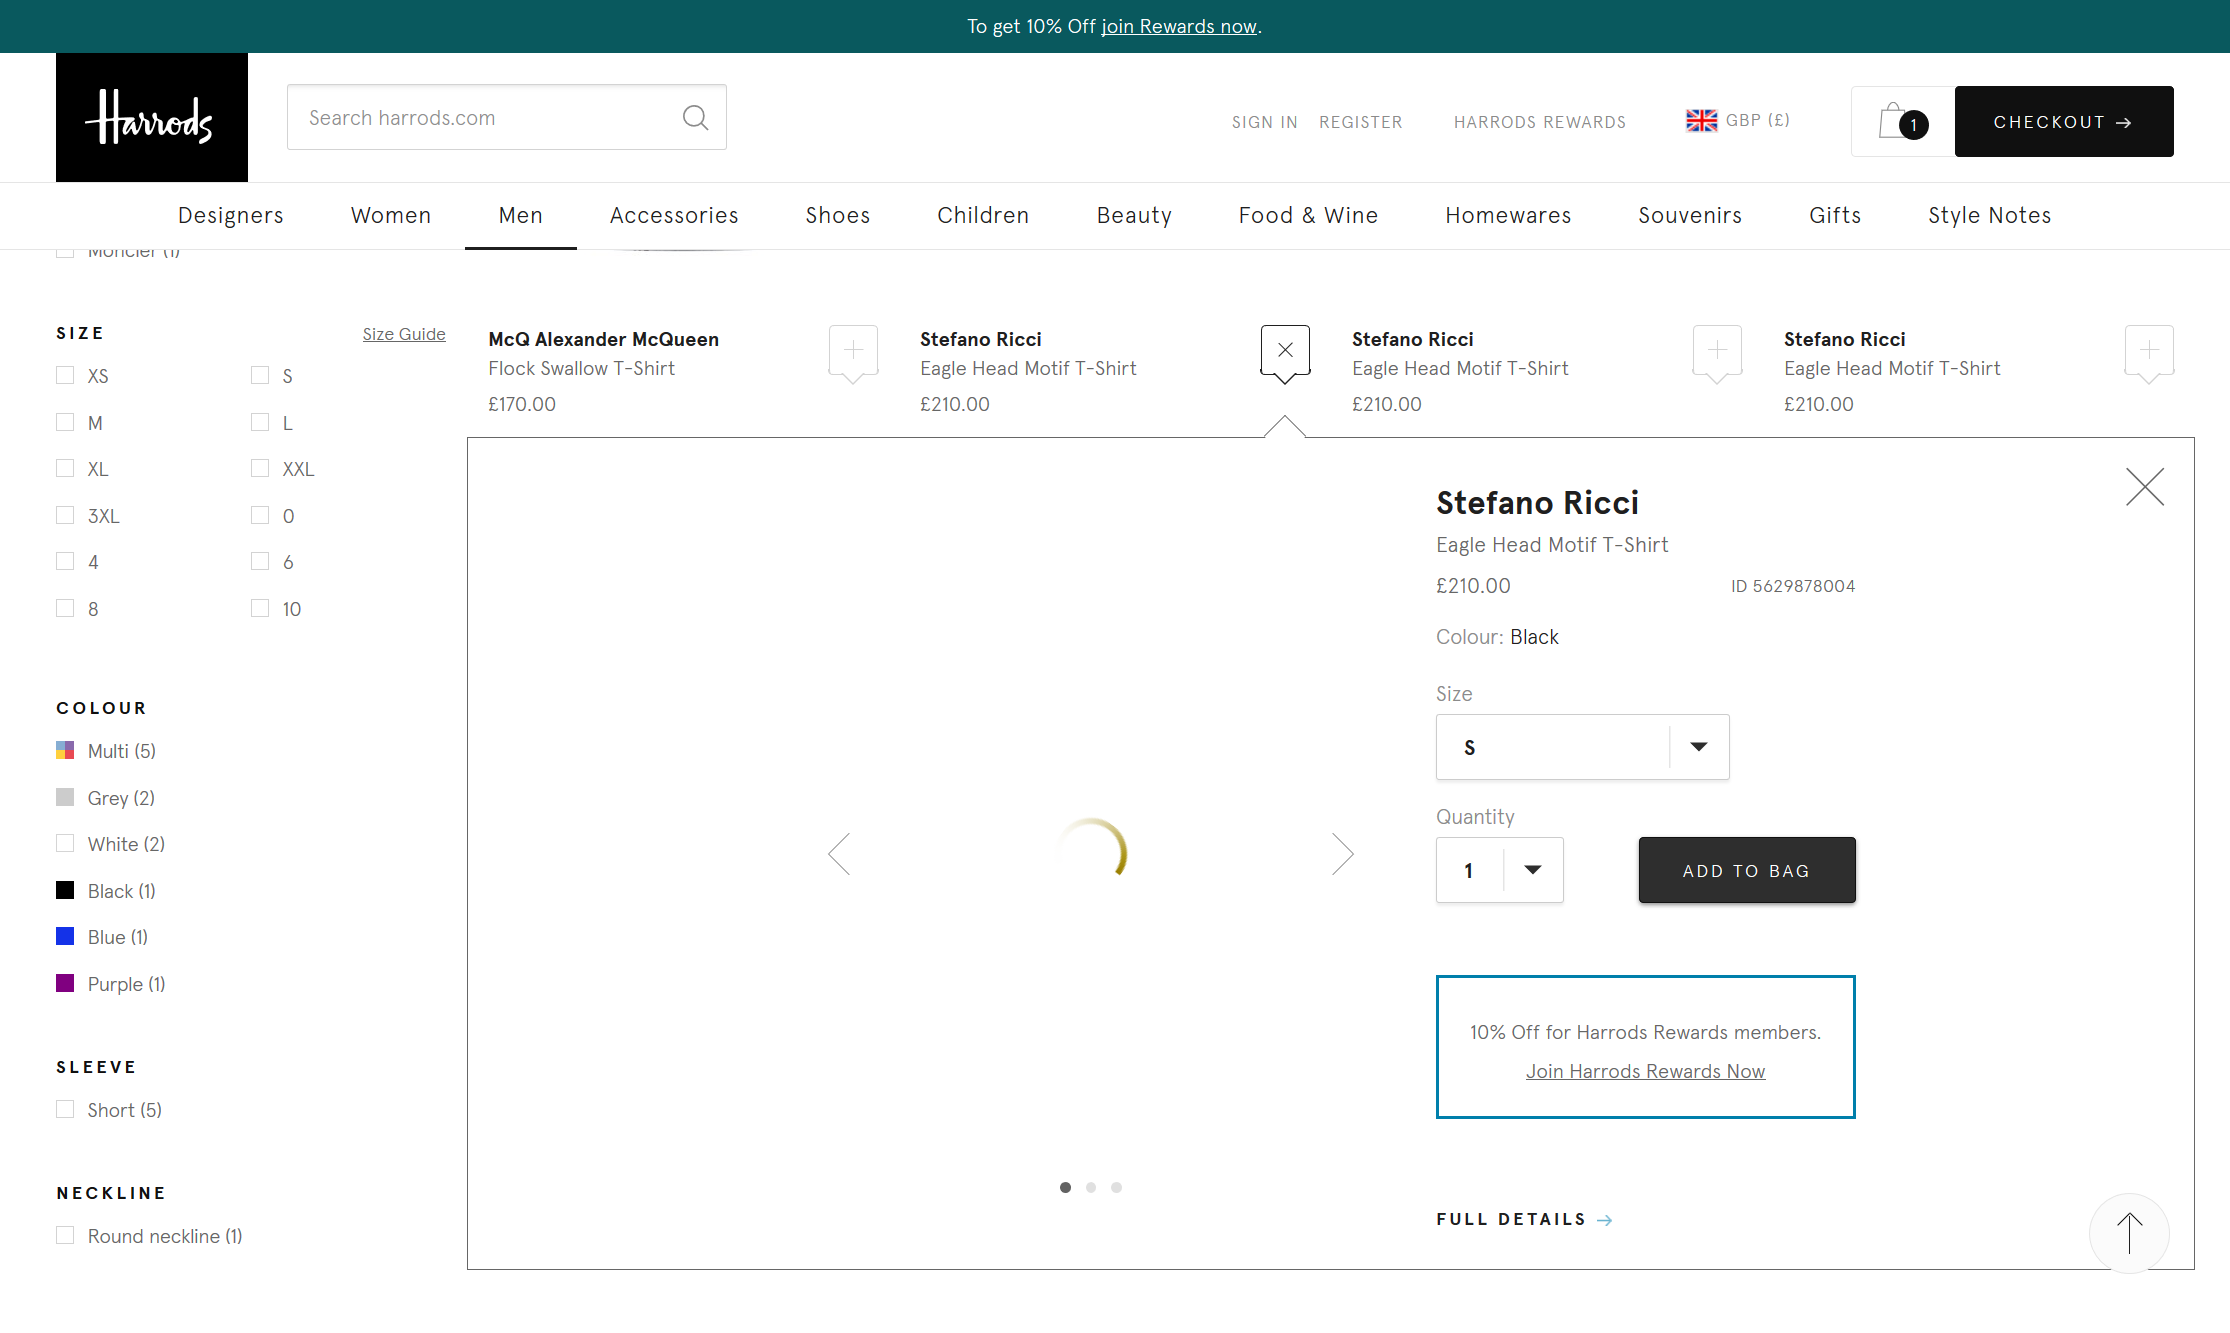 To get 10% Off join Rewards now.
Harrods
Search harrods.com
SIGN IN
REGISTER
HARRODS REWARDS
GBP (£)
1
CHECKOUT →
Designers
Women
Men
Accessories
Shoes
Children
Beauty
Food & Wine
Homewares
Souvenirs
Gifts
Style Notes
Moncler (1)
SIZE
Size Guide
XS
S
M
L
XL
XXL
3XL
0
4
6
8
10
COLOUR
Multi (5)
Grey (2)
White (2)
Black (1)
Blue (1)
Purple (1)
SLEEVE
Short (5)
NECKLINE
Round neckline (1)
McQ Alexander McQueen
Flock Swallow T-Shirt
£170.00
Stefano Ricci
Eagle Head Motif T-Shirt
£210.00
Stefano Ricci
Eagle Head Motif T-Shirt
£210.00
Stefano Ricci
Eagle Head Motif T-Shirt
£210.00
Stefano Ricci
Eagle Head Motif T-Shirt
£210.00
ID 5629878004
Colour: Black
Size
S
Quantity
1
ADD TO BAG
10% Off for Harrods Rewards members.
Join Harrods Rewards Now
FULL DETAILS →